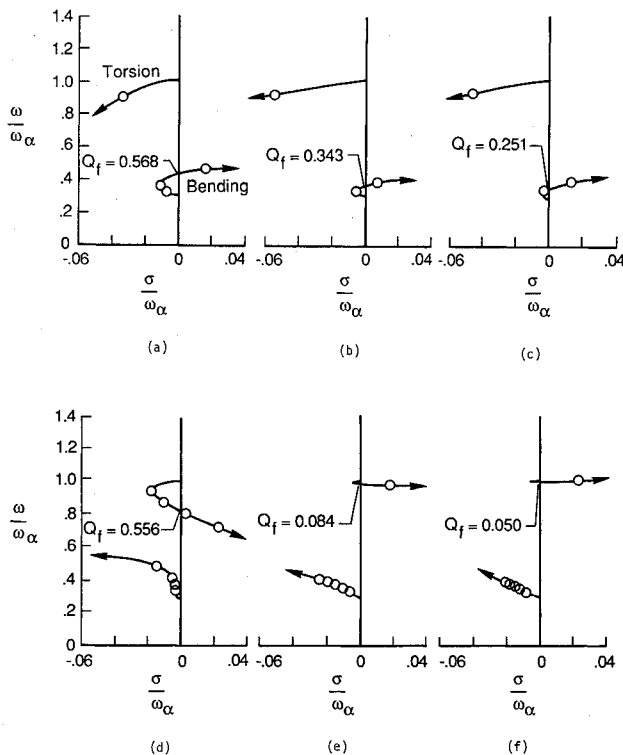 1.4
1.2
1.0
.8
.6
.4
.2
0
ω
ωα
Torsion
Qf = 0.568
Bending
Qf = 0.343
Qf = 0.251
-.06 0 .04
-.06 0 .04
-.06 0 .04
σ
ωα
σ
ωα
σ
ωα
(a)
(b)
(c)
1.4
1.2
1.0
.8
.6
.4
.2
0
ω
ωα
Qf = 0.556
Qf = 0.084
Qf = 0.050
-.06 0 .04
-.06 0 .04
-.06 0 .04
σ
ωα
σ
ωα
σ
ωα
(d)
(e)
(f)